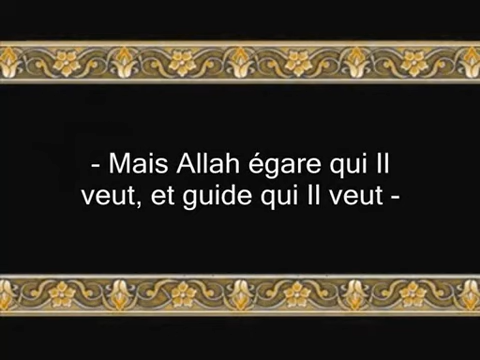 - Mais Allah égare qui Il
veut, et guide qui Il veut -